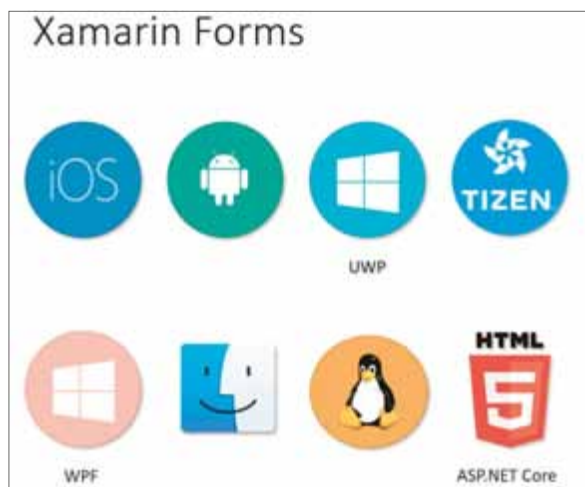 Xamarin Forms
iOS
TIZEN
UWP
HTML
5
WPF
ASP.NET Core